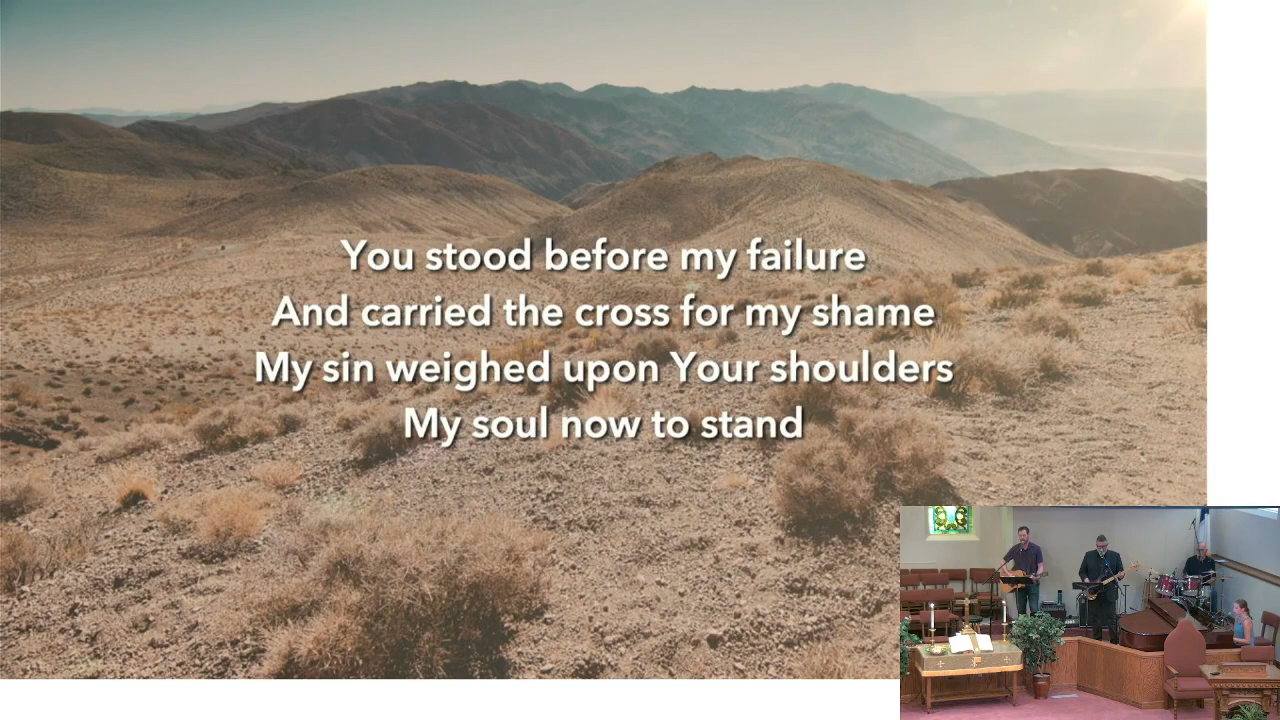 You stood before my failure
And carried the cross for my shame
My sin weighed upon Your shoulders
My soul now to stand